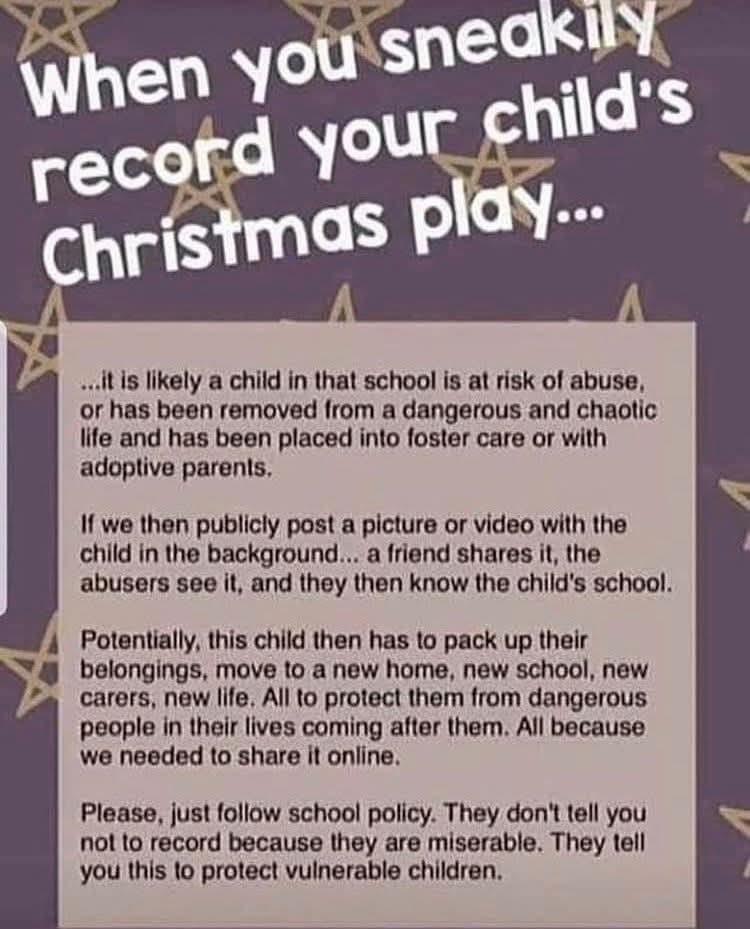 When you sneakily
record your child's
Christmas play...
...it is likely a child in that school is at risk of abuse,
or has been removed from a dangerous and chaotic
life and has been placed into foster care or with
adoptive parents.
If we then publicly post a picture or video with the
child in the background... a friend shares it, the
abusers see it, and they then know the child's school.
Potentially, this child then has to pack up their
belongings, move to a new home, new school, new
carers, new life. All to protect them from dangerous
people in their lives coming after them. All because
we needed to share it online.
Please, just follow school policy. They don't tell you
not to record because they are miserable. They tell
you this to protect vulnerable children.